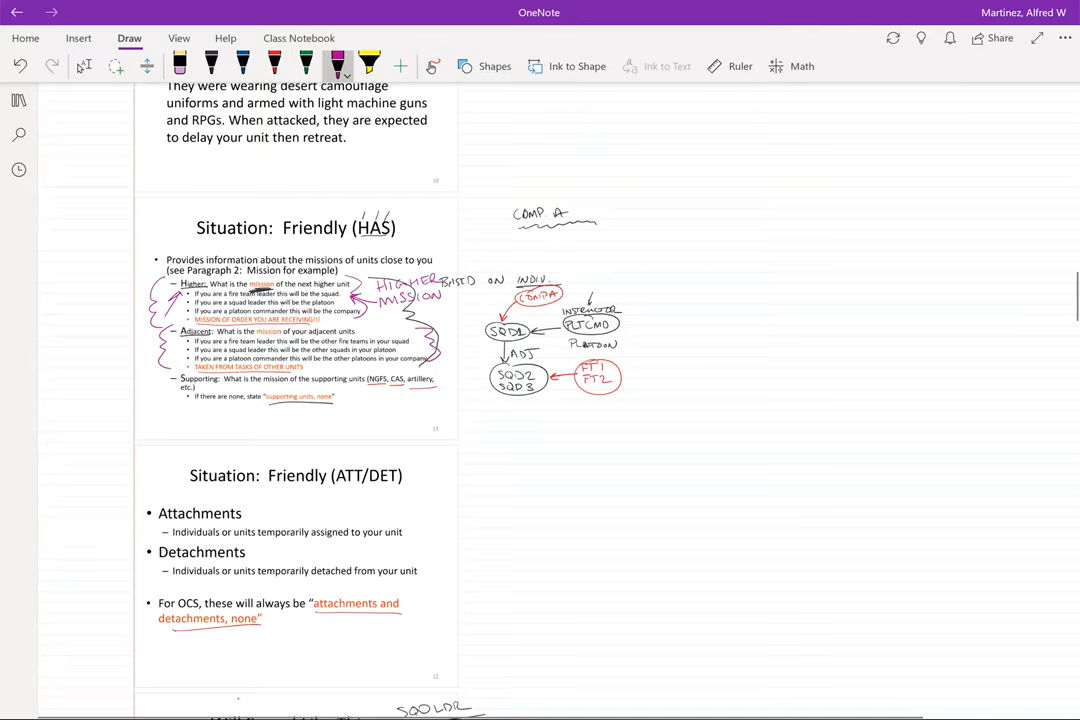 OneNote
Martinez, Alfred W
Home
Insert
Draw
View
Help
Class Notebook
Share
Shapes
Ink to Shape
Ink to Text
Ruler
Math
They were wearing desert camouflage
uniforms and armed with light machine guns
and RPGs. When attacked, they are expected
to delay your unit then retreat.
10
Situation: Friendly (HAS)
• Provides information about the missions of units close to you
(see Paragraph 2: Mission for example)
– Higher: What is the mission of the next higher unit
• If you are a fire team leader this will be the squad.
• If you are a squad leader this will be the platoon
• If you are a platoon commander this will be the company
• MISSION OF ORDER YOU ARE RECEIVING!!!
– Adjacent: What is the mission of your adjacent units
• If you are a fire team leader this will be the other fire teams in your squad
• If you are a squad leader this will be the other squads in your platoon
• If you are a platoon commander this will be the other platoons in your company
• TAKEN FROM TASKS OF OTHER UNITS
– Supporting: What is the mission of the supporting units (NGFS, CAS, artillery,
etc.)
• If there are none, state "supporting units, none"
11
COMP. A
HIGHER
MISSION
BASED ON INDIV.
COMPA
INSTRUCTOR
SQD1
PLTCMD
PLATOON
ADJ
SQD2
SQD3
FT1
FT2
Situation: Friendly (ATT/DET)
• Attachments
– Individuals or units temporarily assigned to your unit
• Detachments
– Individuals or units temporarily detached from your unit
• For OCS, these will always be "attachments and
detachments, none"
12
SQDLDR